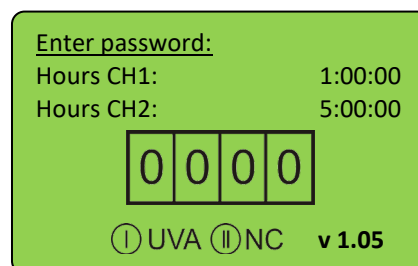 Enter password:
Hours CH1: 1:00:00
Hours CH2: 5:00:00
0 0 0 0
Ⓘ UVA Ⓘ︎Ⓘ NC v 1.05